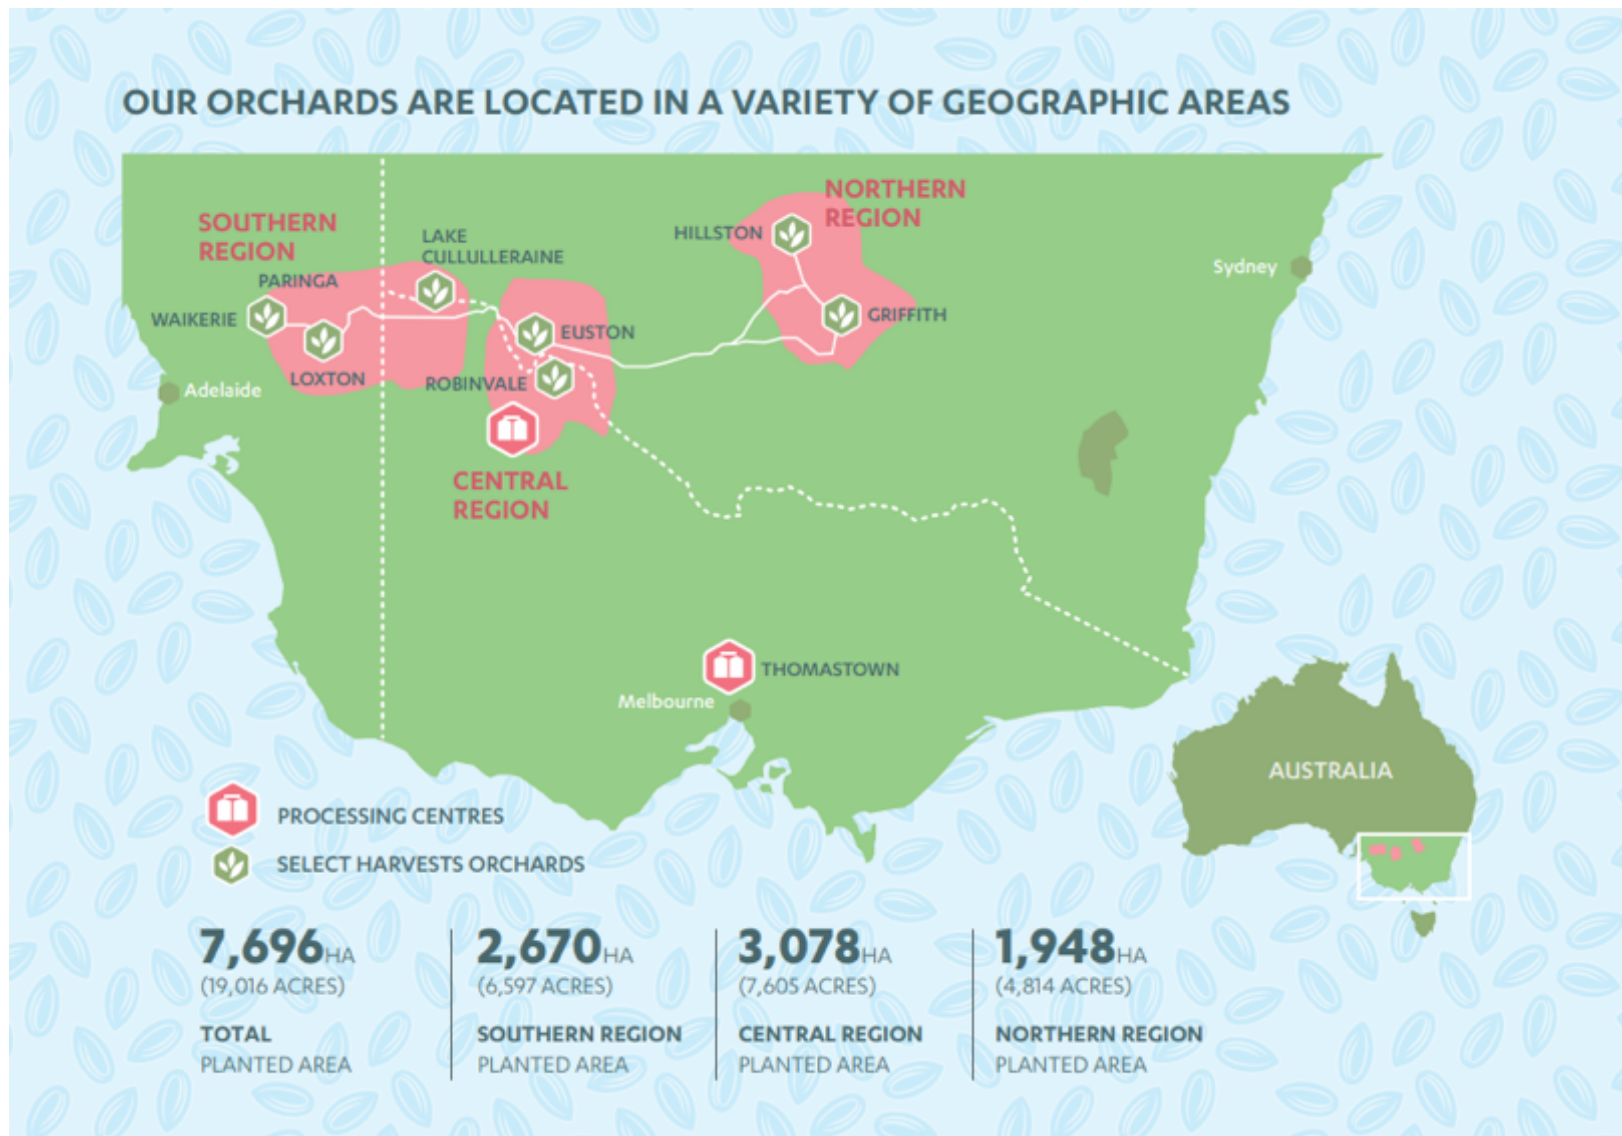 OUR ORCHARDS ARE LOCATED IN A VARIETY OF GEOGRAPHIC AREAS
SOUTHERN
REGION
PARINGA
WAIKERIE
LOXTON
Adelaide
LAKE
CULLULLERAINE
EUSTON
ROBINVALE
CENTRAL
REGION
NORTHERN
REGION
HILLSTON
GRIFFITH
Sydney
THOMASTOWN
Melbourne
AUSTRALIA
PROCESSING CENTRES
SELECT HARVESTS ORCHARDS
7,696HA
(19,016 ACRES)
TOTAL
PLANTED AREA
2,670HA
(6,597 ACRES)
SOUTHERN REGION
PLANTED AREA
3,078HA
(7,605 ACRES)
CENTRAL REGION
PLANTED AREA
1,948HA
(4,814 ACRES)
NORTHERN REGION
PLANTED AREA